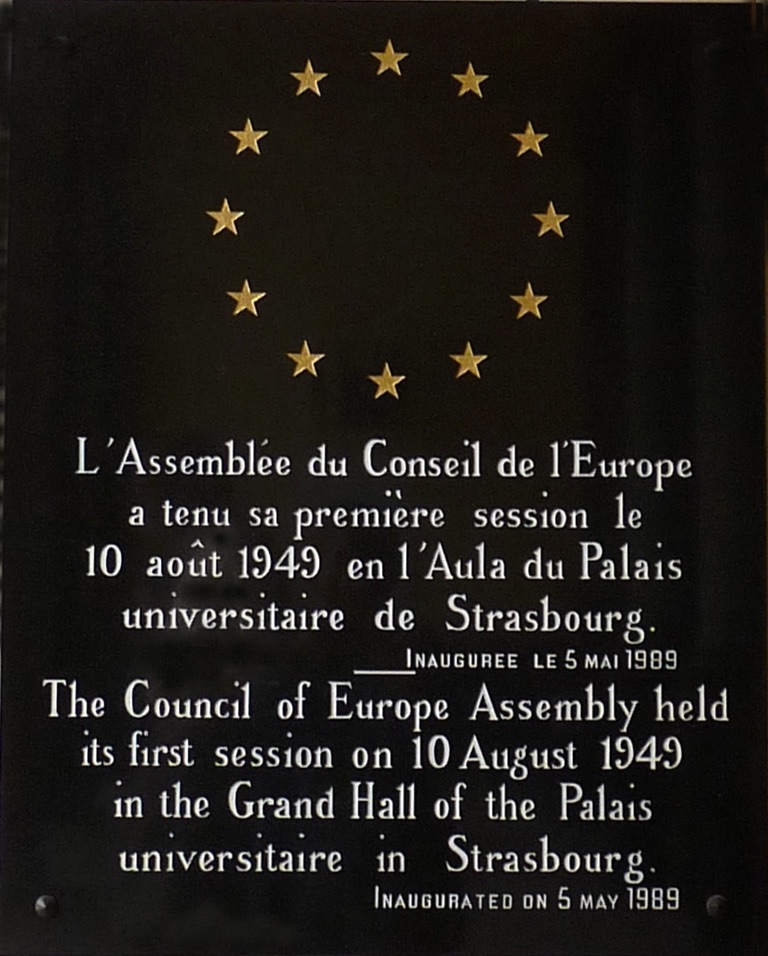 L'Assemblée du Conseil de l'Europe
a tenu sa première session le
10 août 1949 en l'Aula du Palais
universitaire de Strasbourg.
INAUGUREE LE 5 MAI 1989
The Council of Europe Assembly held
its first session on 10 August 1949
in the Grand Hall of the Palais
universitaire in Strasbourg.
INAUGURATED ON 5 MAY 1989